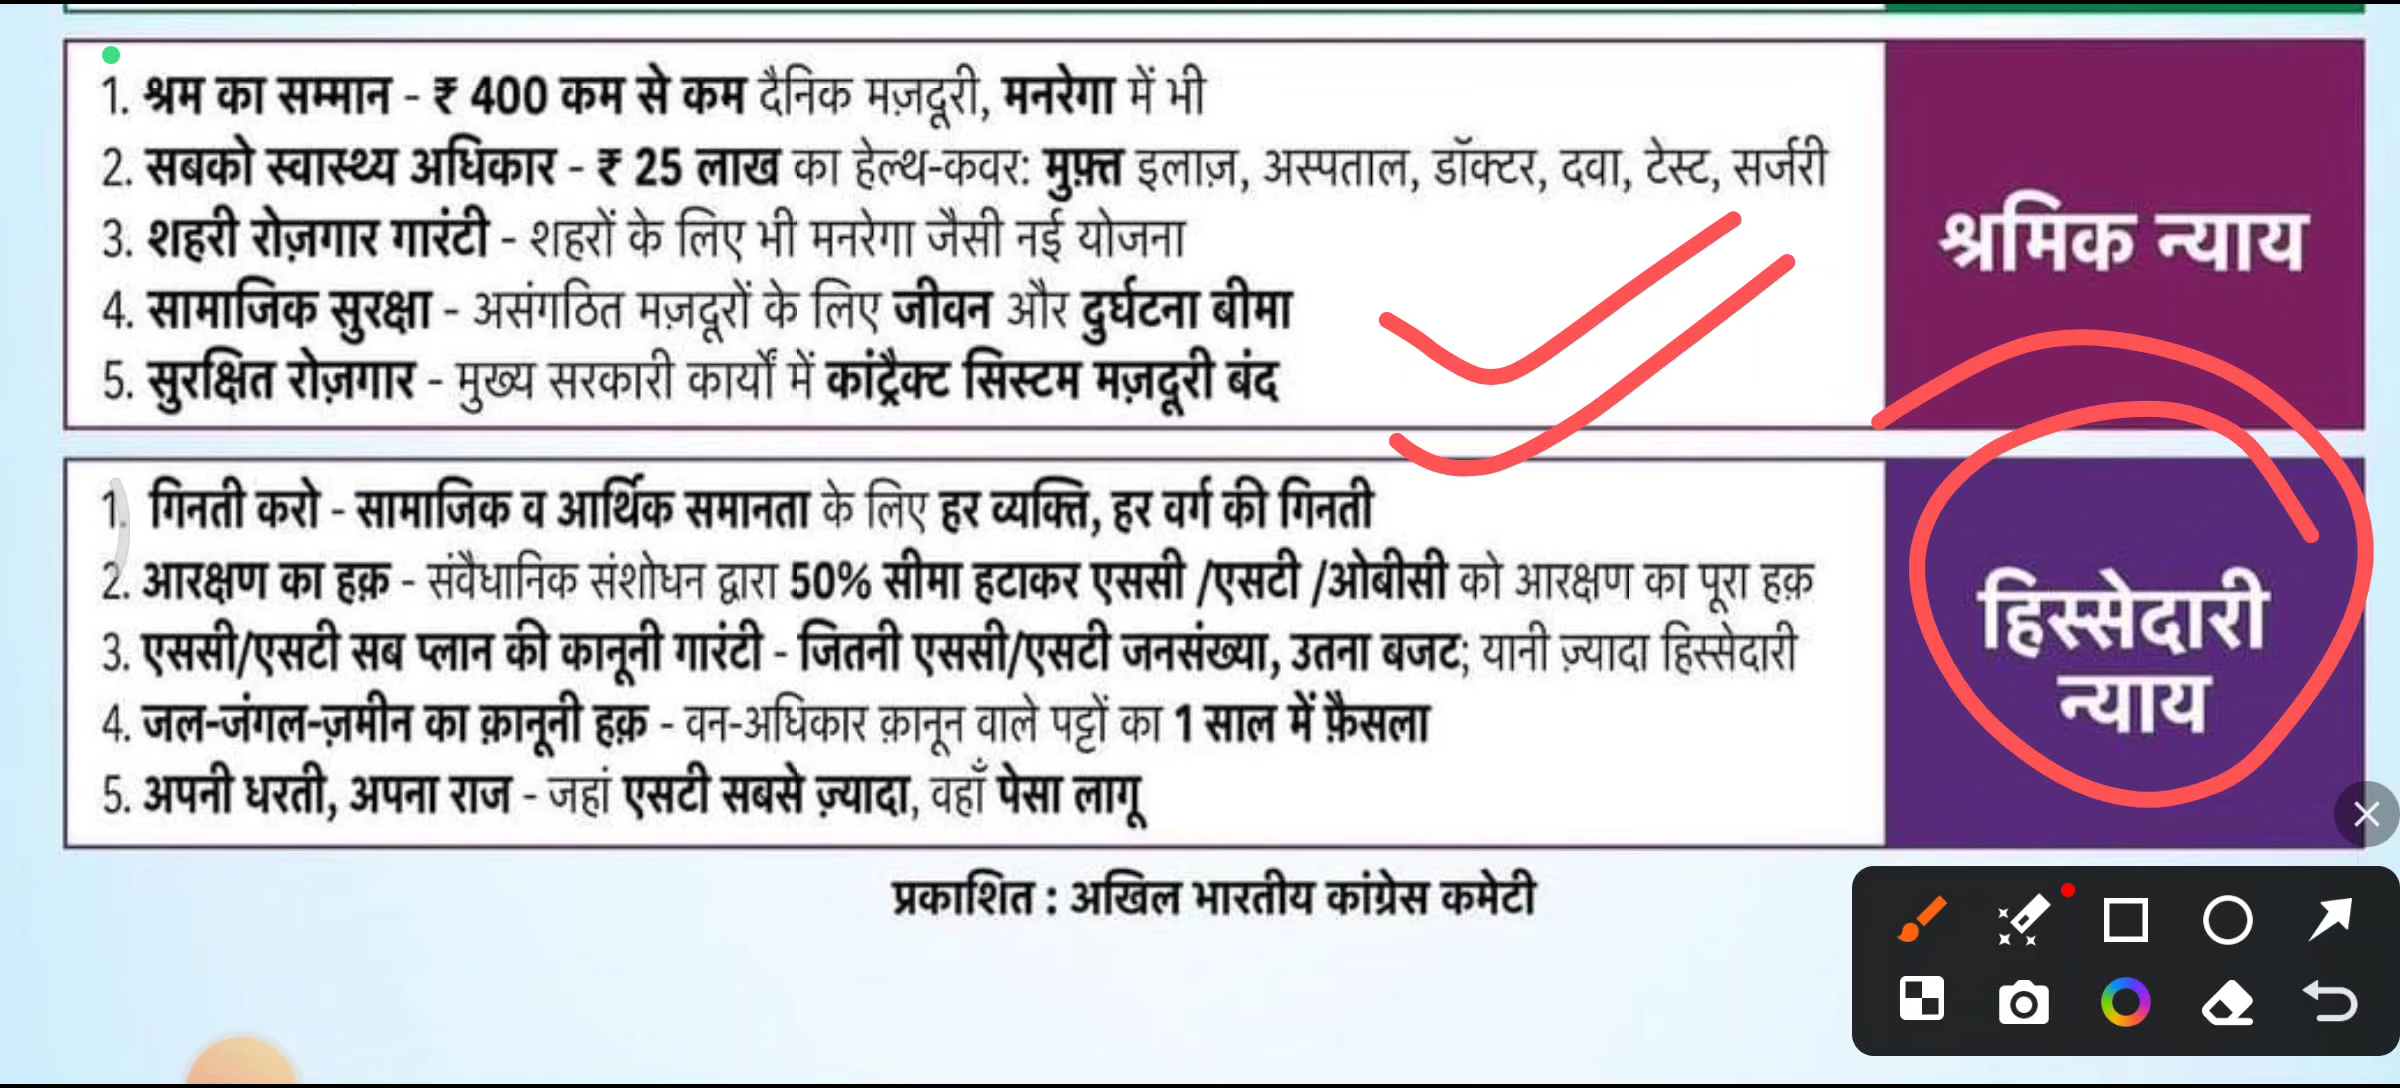 1. श्रम का सम्मान - ₹ 400 कम से कम दैनिक मज़दूरी, मनरेगा में भी
2. सबको स्वास्थ्य अधिकार - ₹ 25 लाख का हेल्थ-कवर: मुफ़्त इलाज़, अस्पताल, डॉक्टर, दवा, टेस्ट, सर्जरी
3. शहरी रोज़गार गारंटी - शहरों के लिए भी मनरेगा जैसी नई योजना
4. सामाजिक सुरक्षा - असंगठित मज़दूरों के लिए जीवन और दुर्घटना बीमा
5. सुरक्षित रोज़गार - मुख्य सरकारी कार्यों में कांट्रैक्ट सिस्टम मज़दूरी बंद
श्रमिक न्याय
1. गिनती करो - सामाजिक व आर्थिक समानता के लिए हर व्यक्ति, हर वर्ग की गिनती
2. आरक्षण का हक़ - संवैधानिक संशोधन द्वारा 50% सीमा हटाकर एससी /एसटी /ओबीसी को आरक्षण का पूरा हक़
3. एससी/एसटी सब प्लान की कानूनी गारंटी - जितनी एससी/एसटी जनसंख्या, उतना बजट; यानी ज़्यादा हिस्सेदारी
4. जल-जंगल-ज़मीन का क़ानूनी हक़ - वन-अधिकार क़ानून वाले पट्टों का 1 साल में फ़ैसला
5. अपनी धरती, अपना राज - जहां एसटी सबसे ज़्यादा, वहाँ पेसा लागू
हिस्सेदारी
न्याय
प्रकाशित : अखिल भारतीय कांग्रेस कमेटी